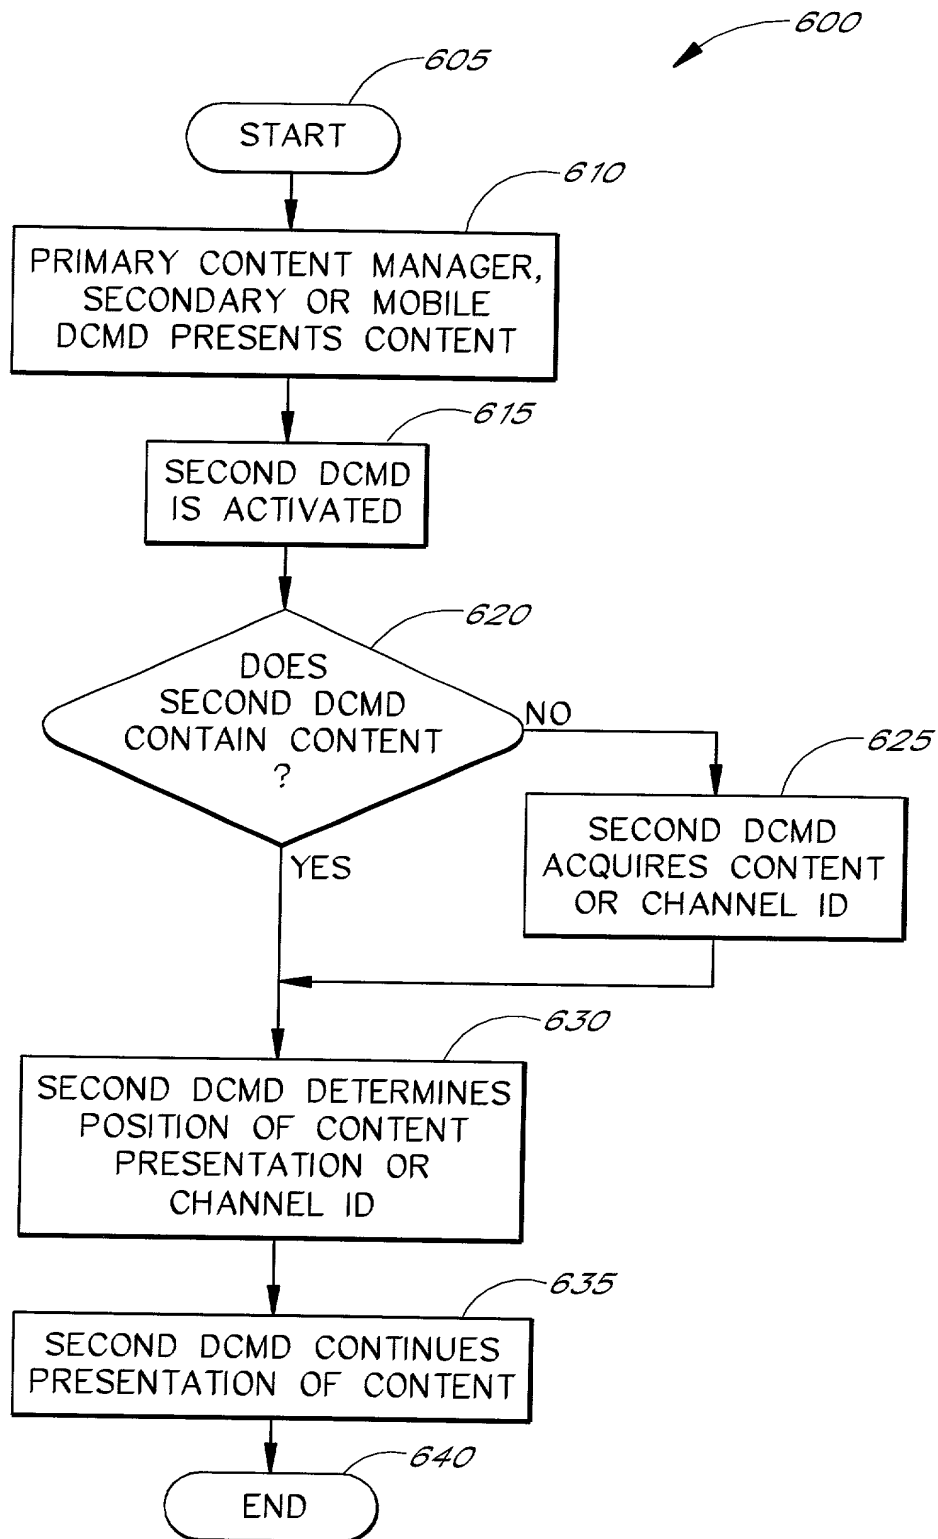 600
605
START
610
PRIMARY CONTENT MANAGER,
SECONDARY OR MOBILE
DCMD PRESENTS CONTENT
615
SECOND DCMD
IS ACTIVATED
620
DOES
SECOND DCMD
CONTAIN CONTENT
?
NO
YES
625
SECOND DCMD
ACQUIRES CONTENT
OR CHANNEL ID
630
SECOND DCMD DETERMINES
POSITION OF CONTENT
PRESENTATION OR
CHANNEL ID
635
SECOND DCMD CONTINUES
PRESENTATION OF CONTENT
640
END